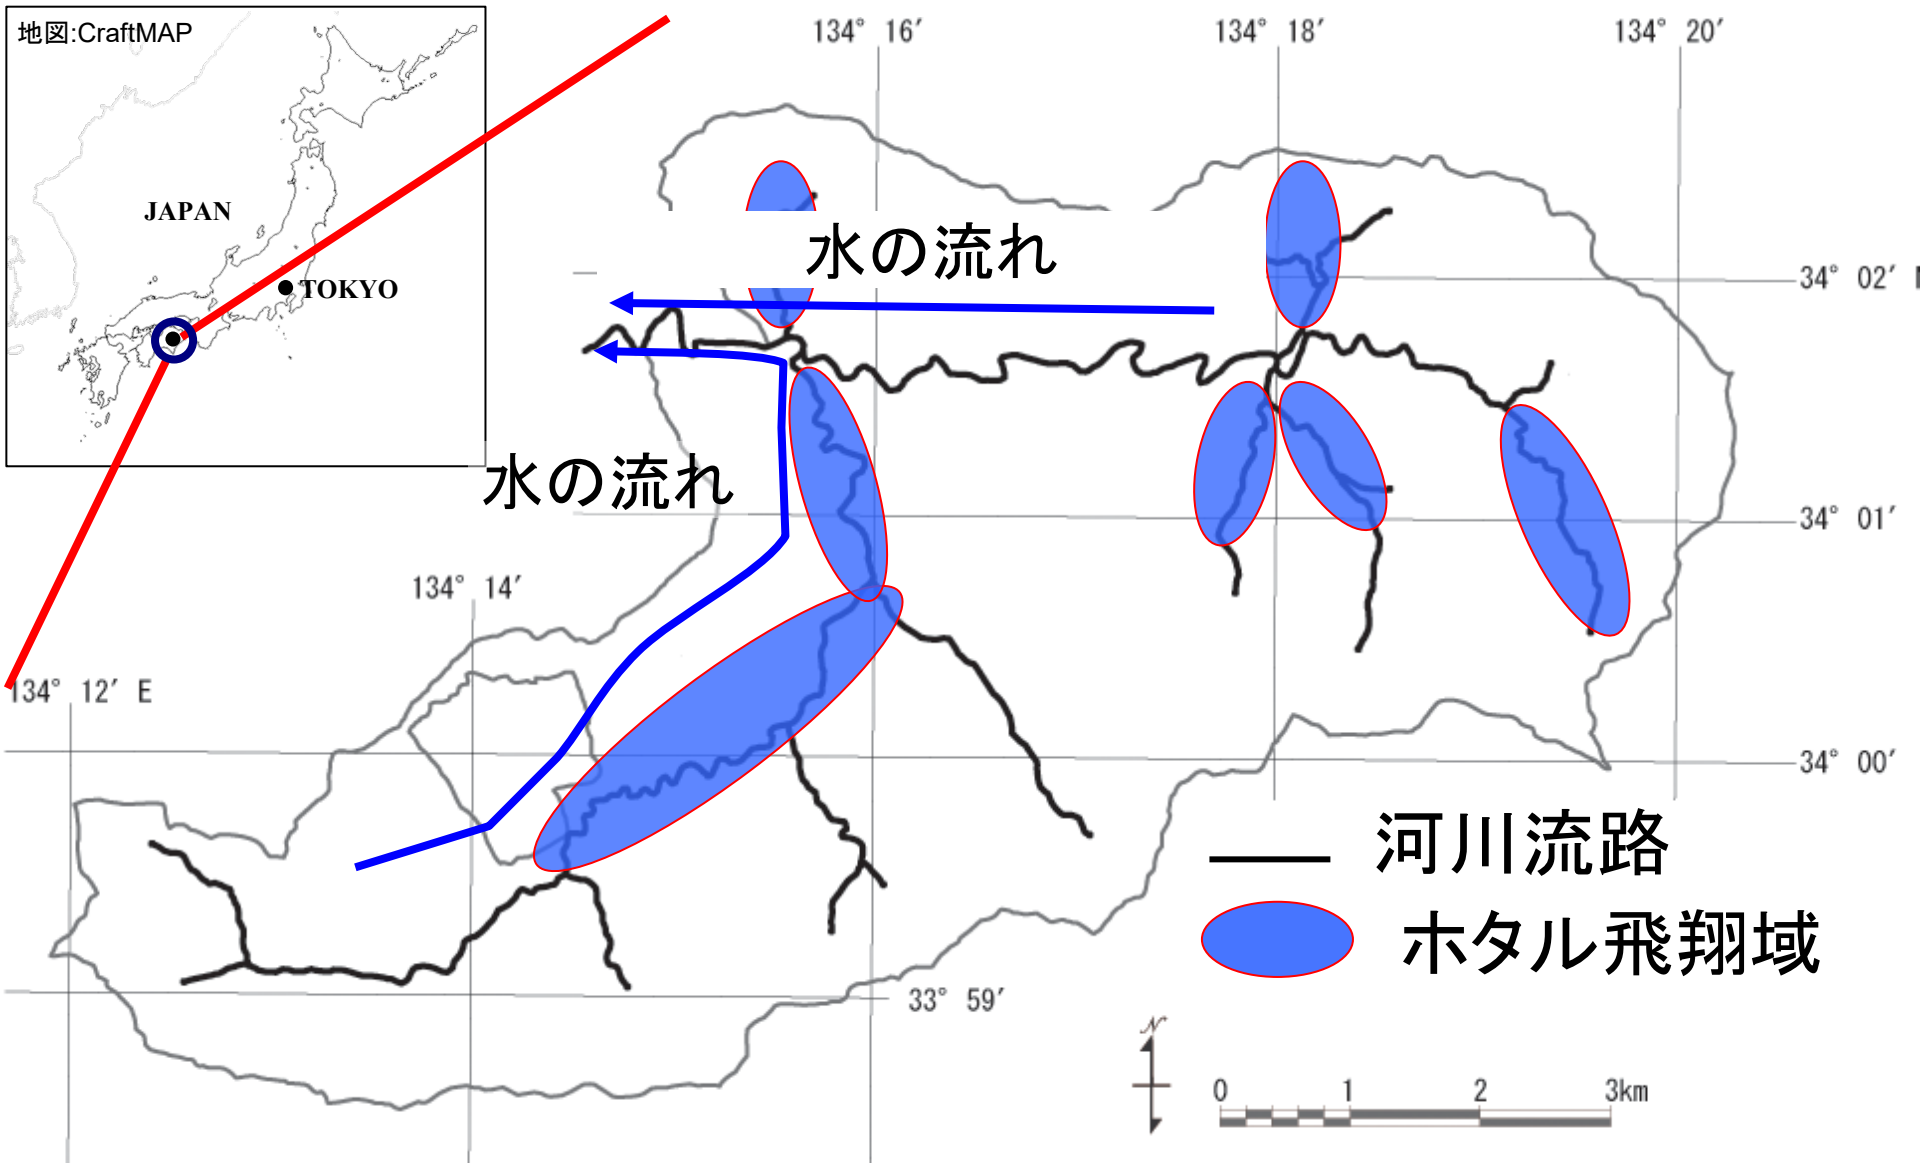 地図:CraftMAP
134° 16′
134° 18′
134° 20′
JAPAN
TOKYO
水の流れ
34° 02′ N
水の流れ
34° 01′
134° 14′
134° 12′ E
34° 00′
河川流路
ホタル飛翔域
33° 59′
N
0 1 2 3km